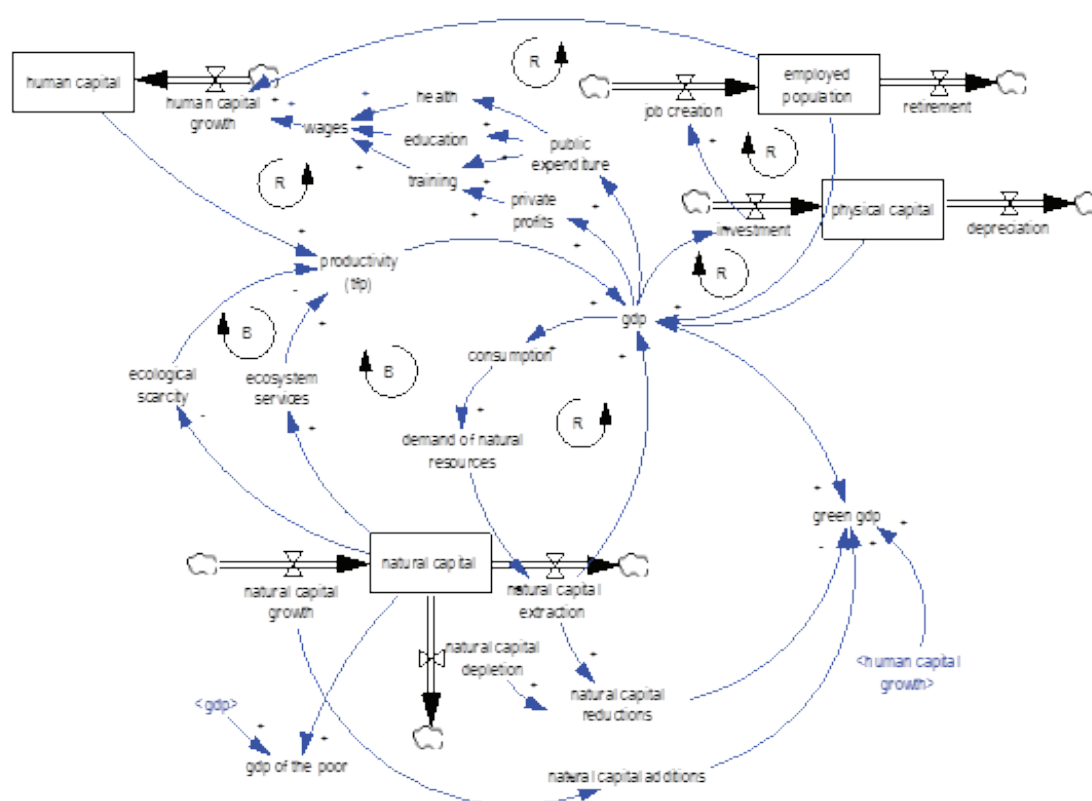 human capital
human capital
growth
wages
health
education
training
public
expenditure
private
profits
R
job creation
employed
population
retirement
R
physical capital
investment
depreciation
R
R
productivity
(tfp)
gdp
B
B
consumption
ecological
scarcity
ecosystem
services
demand of natural
resources
R
green gdp
natural capital
natural capital
growth
natural capital
extraction
natural capital
depletion
natural capital
reductions
<human capital
growth>
<gdp>
gdp of the poor
natural capital additions